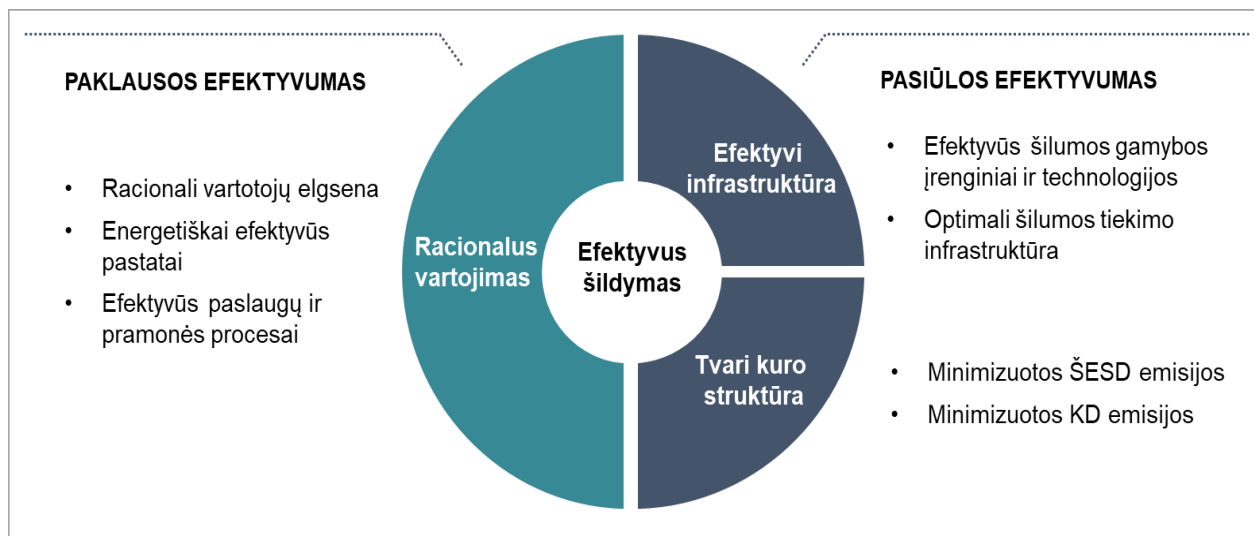 PAKLAUSOS EFEKTYVUMAS
• Racionali vartotojų elgsena
• Energetiškai efektyvūs
pastatai
• Efektyvūs paslaugų ir
pramonės procesai
Racionalus
vartojimas
Efektyvus
šildymas
Efektyvi
infrastruktūra
Tvari kuro
struktūra
PASIŪLOS EFEKTYVUMAS
• Efektyvūs šilumos gamybos
įrenginiai ir technologijos
• Optimali šilumos tiekimo
infrastruktūra
• Minimizuotos ŠESD emisijos
• Minimizuotos KD emisijos